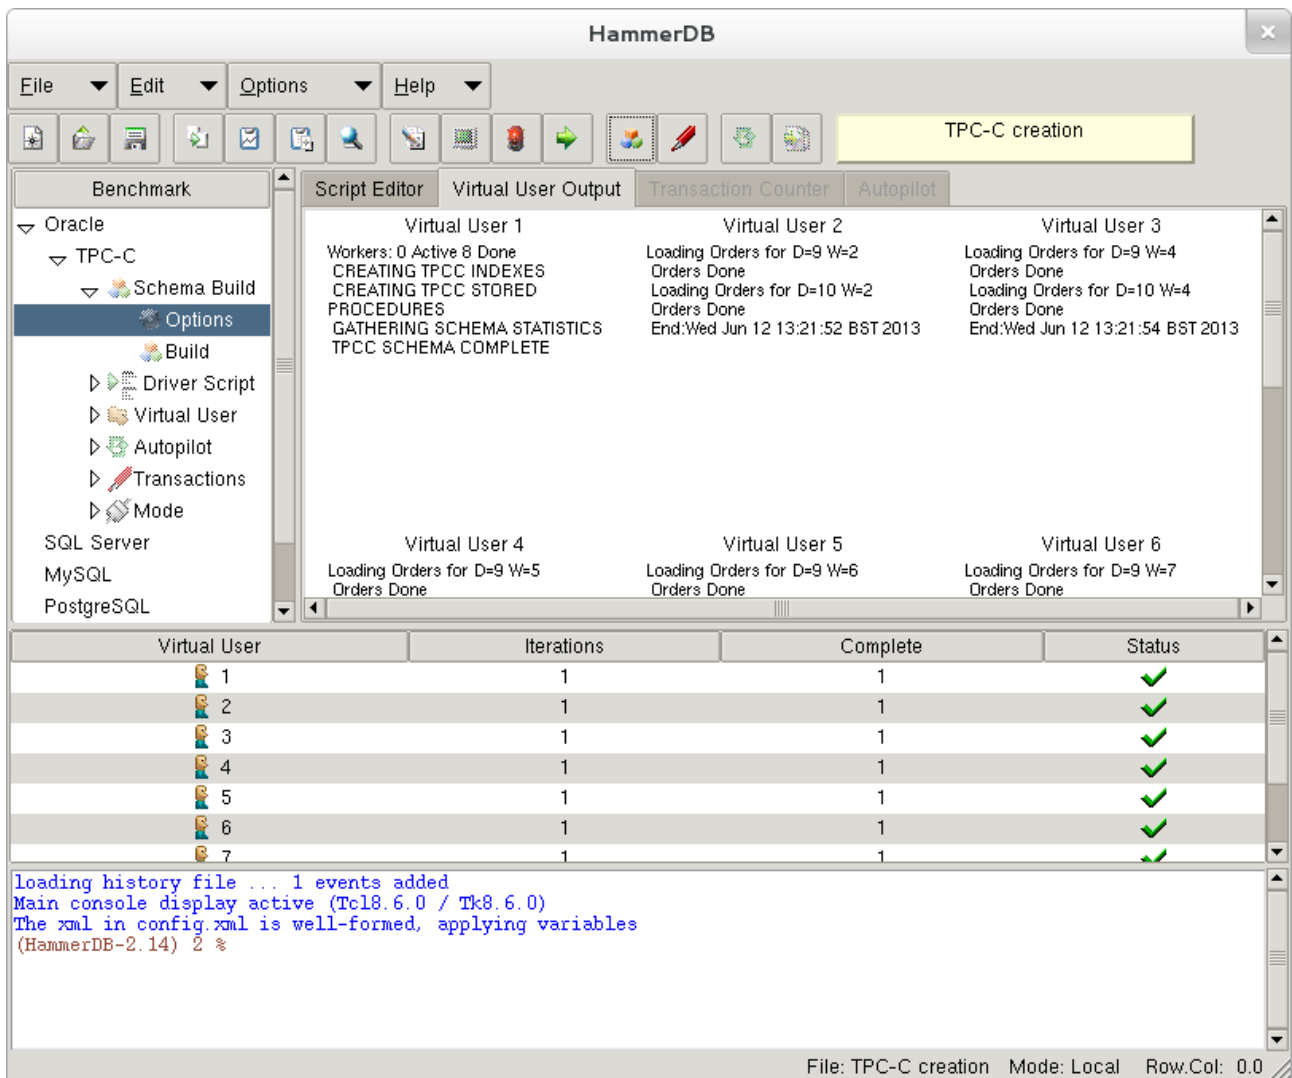 HammerDB
File Edit Options Help
TPC-C creation
Benchmark
Script Editor Virtual User Output Transaction Counter Autopilot
Oracle
TPC-C
Schema Build
Options
Build
Driver Script
Virtual User
Autopilot
Transactions
Mode
SQL Server
MySQL
PostgreSQL
Virtual User 1
Workers: 0 Active 8 Done
CREATING TPCC INDEXES
CREATING TPCC STORED
PROCEDURES
GATHERING SCHEMA STATISTICS
TPCC SCHEMA COMPLETE
Virtual User 2
Loading Orders for D=9 W=2
Orders Done
Loading Orders for D=10 W=2
Orders Done
End:Wed Jun 12 13:21:52 BST 2013
Virtual User 3
Loading Orders for D=9 W=4
Orders Done
Loading Orders for D=10 W=4
Orders Done
End:Wed Jun 12 13:21:54 BST 2013
Virtual User 4
Loading Orders for D=9 W=5
Orders Done
Virtual User 5
Loading Orders for D=9 W=6
Orders Done
Virtual User 6
Loading Orders for D=9 W=7
Orders Done
Virtual User Iterations Complete Status
1 1 1
2 1 1
3 1 1
4 1 1
5 1 1
6 1 1
7 1 1
loading history file ... 1 events added
Main console display active (Tcl8.6.0 / Tk8.6.0)
The xml in config.xml is well-formed, applying variables
(HammerDB-2.14) 2 %
File: TPC-C creation Mode: Local Row.Col: 0.0